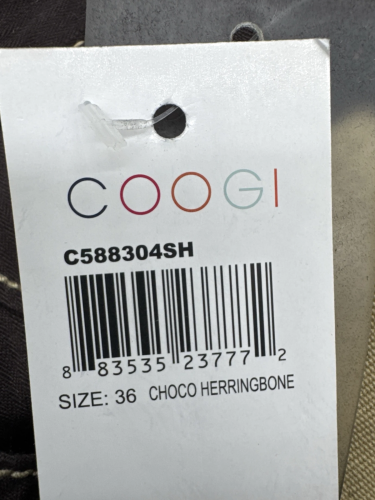 COOGI
C588304SH
8 83535 23777 2
SIZE: 36 CHOCO HERRINGBONE